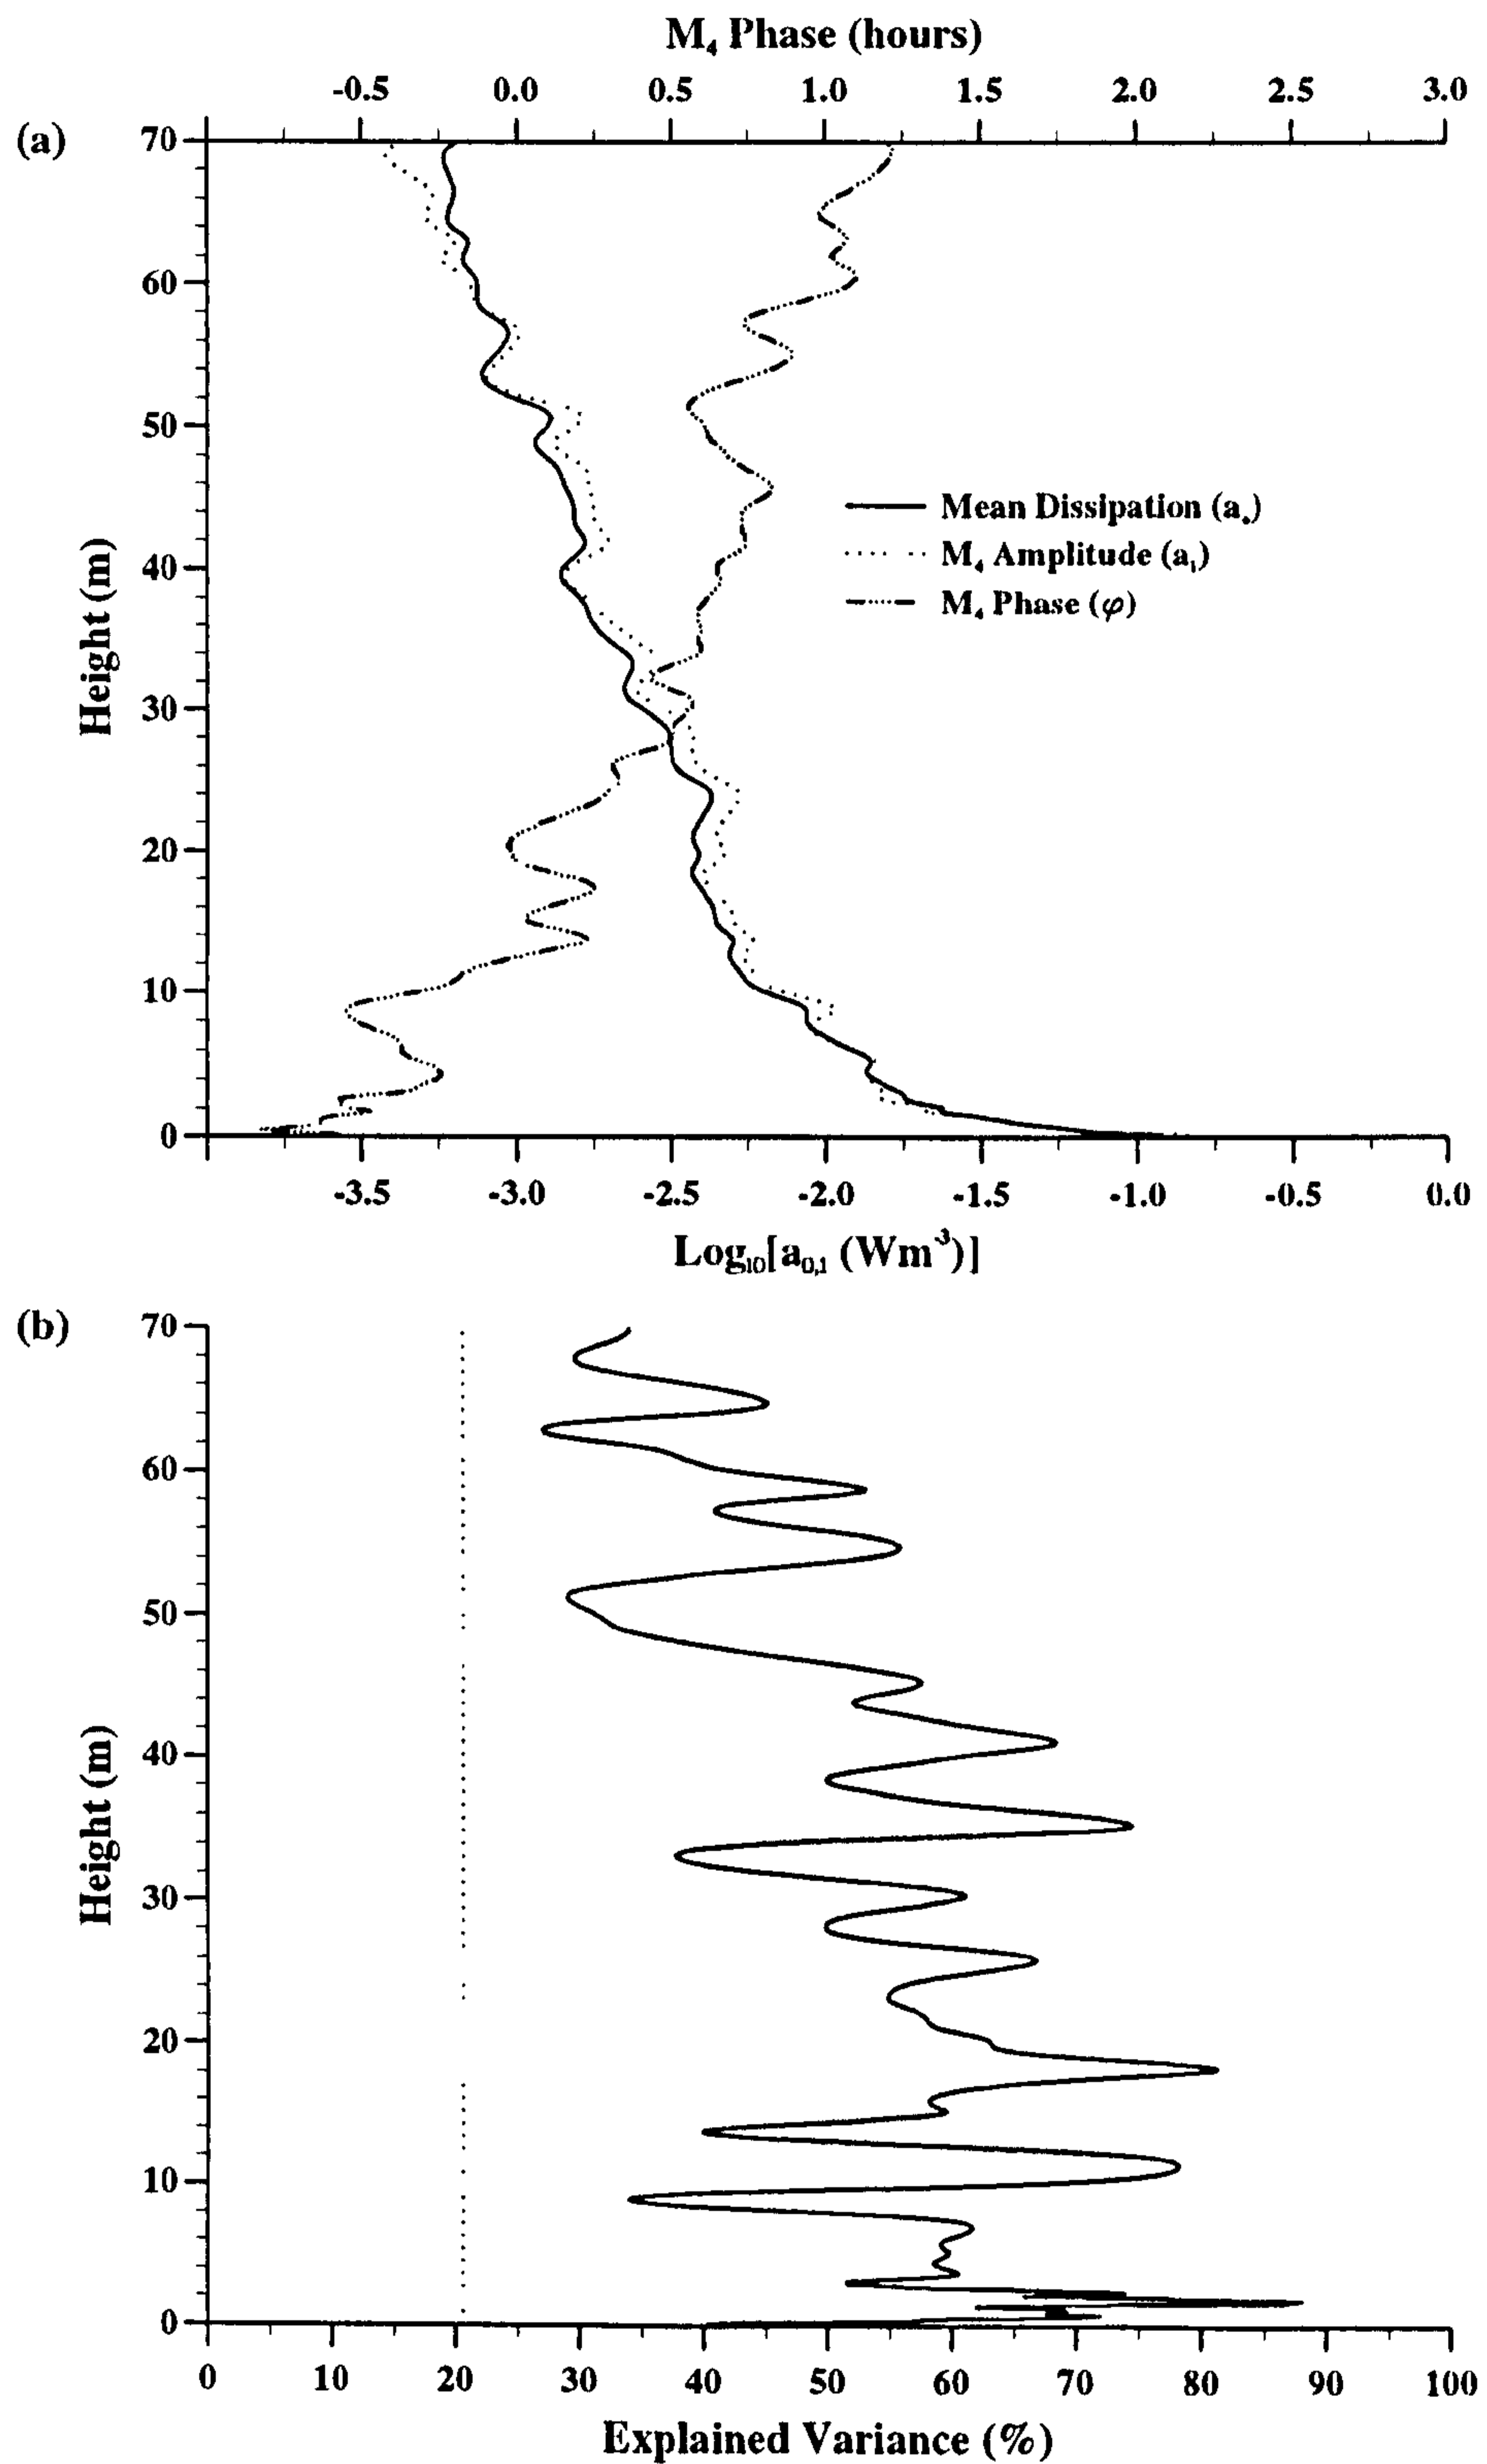 M₄ Phase (hours)
-0.5 0.0 0.5 1.0 1.5 2.0 2.5 3.0
(a)
70
60
50
40
30
20
10
0
Height (m)
Mean Dissipation (a₀)
M₄ Amplitude (a₁)
M₄ Phase (φ)
-3.5 -3.0 -2.5 -2.0 -1.5 -1.0 -0.5 0.0
Log₁₀[a₀,₁ (Wm⁻³)]
(b)
70
60
50
40
30
20
10
0
Height (m)
0 10 20 30 40 50 60 70 80 90 100
Explained Variance (%)